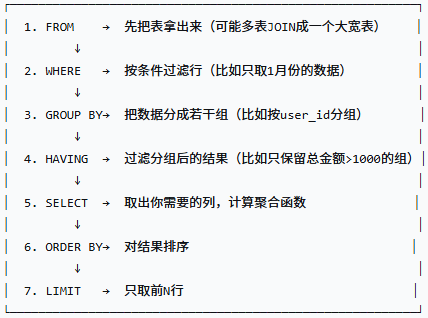 1. FROM → 先把表拿出来（可能多表JOIN成一个大宽表）
↓
2. WHERE → 按条件过滤行（比如只取1月份的数据）
↓
3. GROUP BY→ 把数据分成若干组（比如按user_id分组）
↓
4. HAVING → 过滤分组后的结果（比如只保留总金额>1000的组）
↓
5. SELECT → 取出你需要的列，计算聚合函数
↓
6. ORDER BY→ 对结果排序
↓
7. LIMIT → 只取前N行